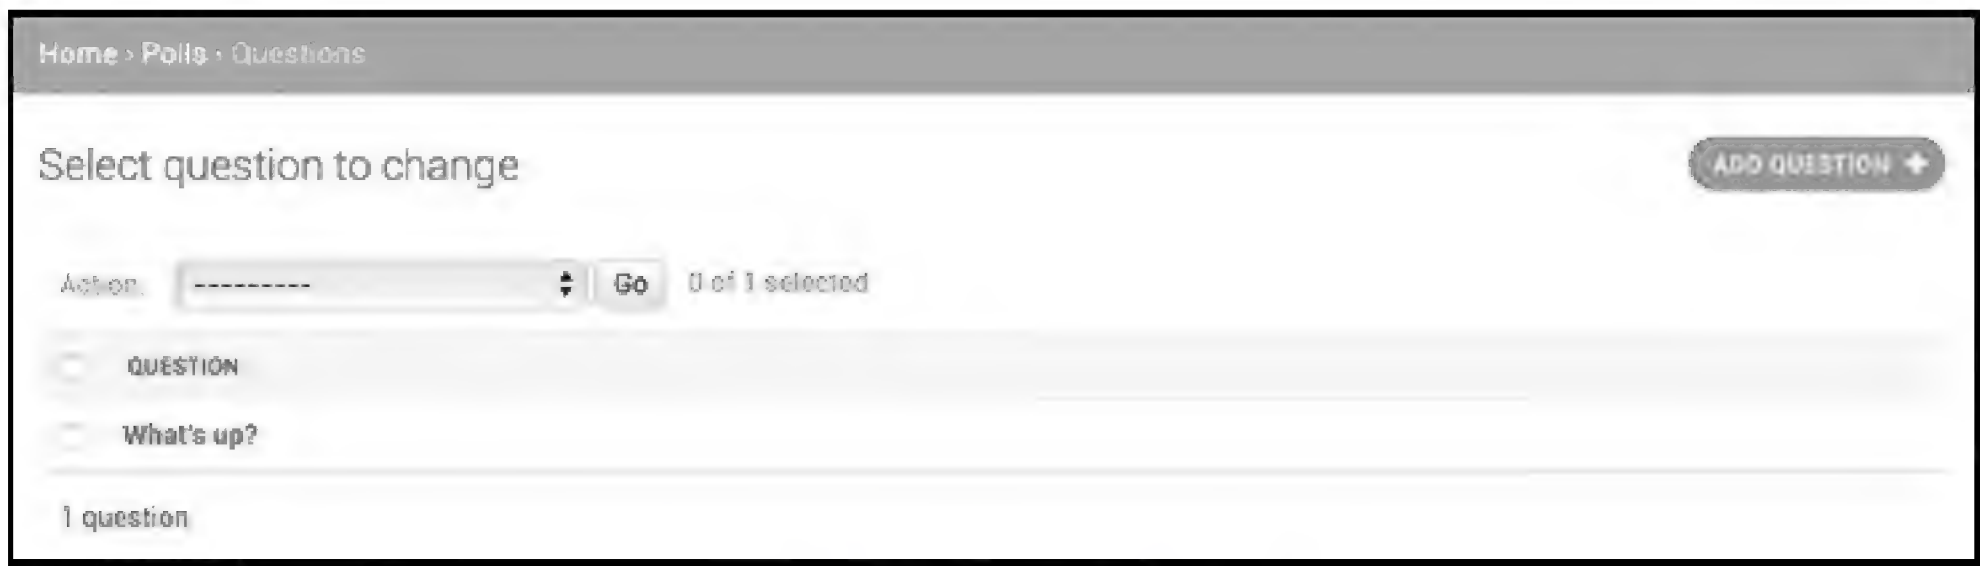 Home › Polls › Questions
Select question to change
ADD QUESTION +
Action: --------- Go 0 of 1 selected
QUESTION
What's up?
1 question